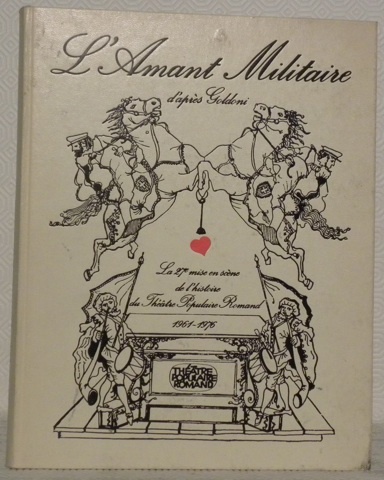 L'Amant Militaire
d'après Goldoni
La 27e mise en scène
de l'histoire
du Théâtre Populaire Romand
1961-1976
THÉÂTRE
POPULAIRE
ROMAND